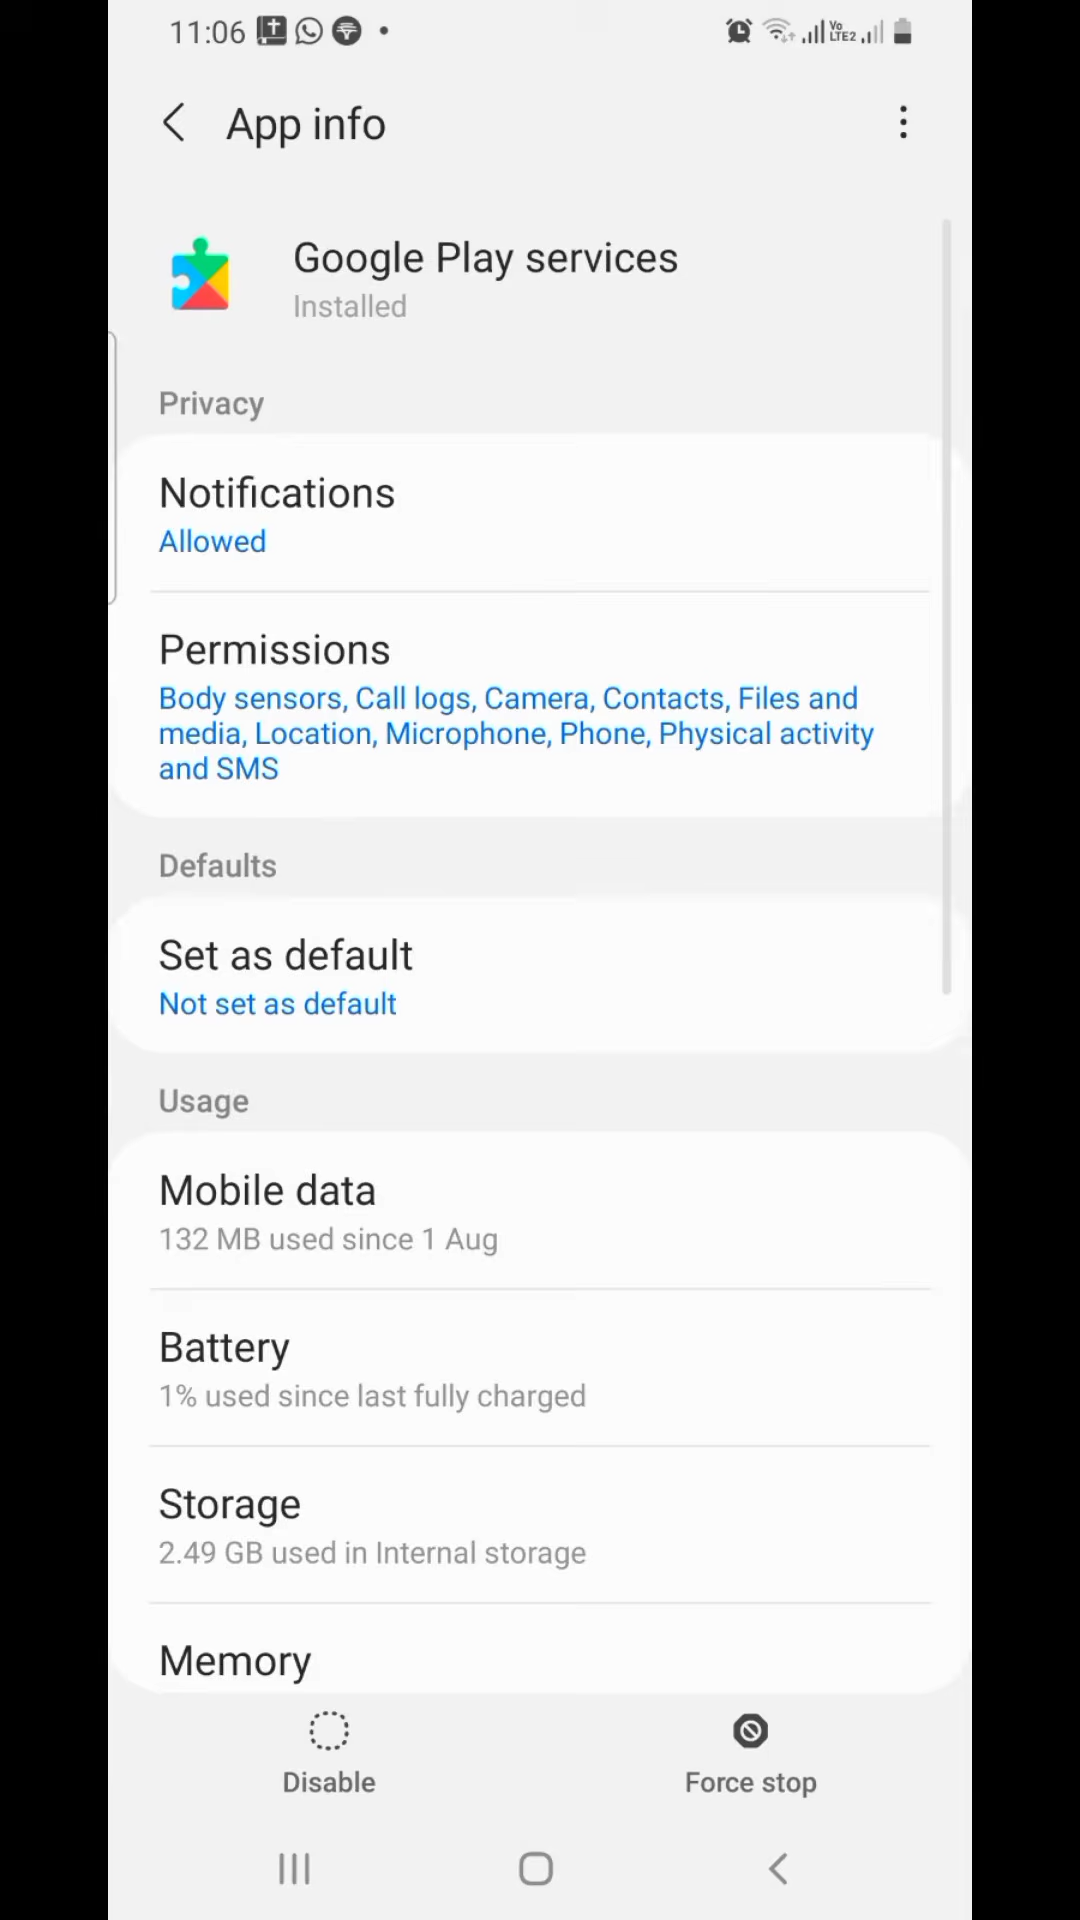 11:06
Vo
LTE2
App info
Google Play services
Installed
Privacy
Notifications
Allowed
Permissions
Body sensors, Call logs, Camera, Contacts, Files and
media, Location, Microphone, Phone, Physical activity
and SMS
Defaults
Set as default
Not set as default
Usage
Mobile data
132 MB used since 1 Aug
Battery
1% used since last fully charged
Storage
2.49 GB used in Internal storage
Memory
Disable
Force stop